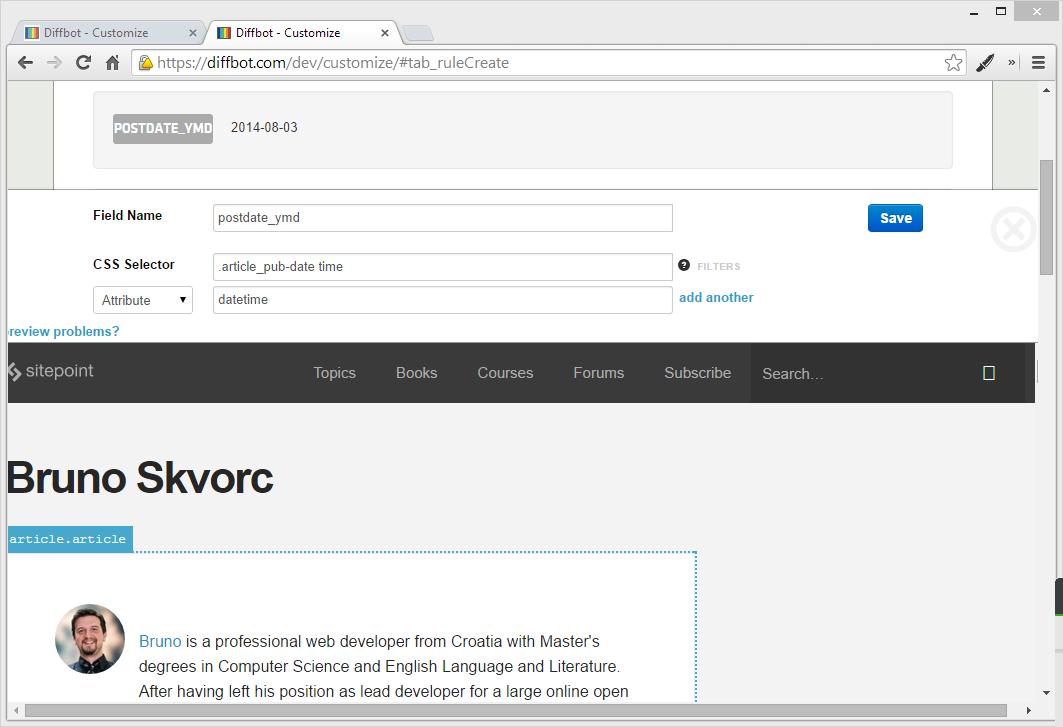 Diffbot - Customize
Diffbot - Customize
https://diffbot.com/dev/customize/#tab_ruleCreate
POSTDATE_YMD 2014-08-03
Field Name postdate_ymd Save
CSS Selector .article_pub-date time ? FILTERS
Attribute datetime add another
review problems?
sitepoint Topics Books Courses Forums Subscribe Search...
Bruno Skvorc
article.article
Bruno is a professional web developer from Croatia with Master's
degrees in Computer Science and English Language and Literature.
After having left his position as lead developer for a large online open